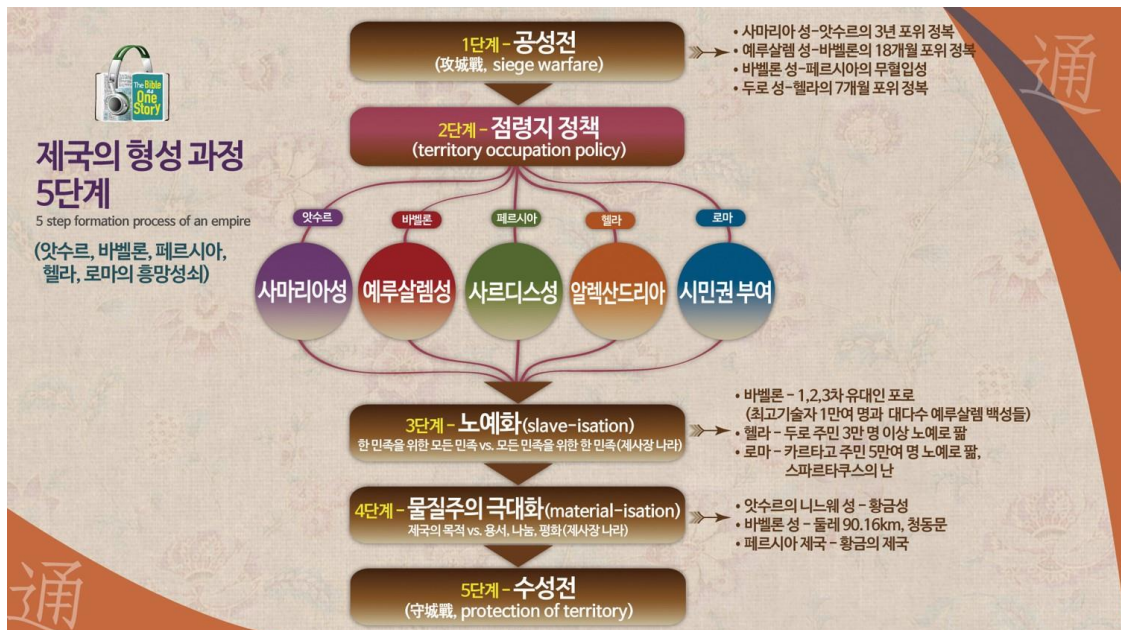 The Bible
as
One
Story
제국의 형성 과정
5단계
5 step formation process of an empire
(앗수르, 바벨론, 페르시아,
헬라, 로마의 흥망성쇠)
1단계 – 공성전
(攻城戰, siege warfare)
• 사마리아 성–앗수르의 3년 포위 정복
• 예루살렘 성–바벨론의 18개월 포위 정복
• 바벨론 성–페르시아의 무혈입성
• 두로 성–헬라의 7개월 포위 정복
2단계 – 점령지 정책
(territory occupation policy)
앗수르
바벨론
페르시아
헬라
로마
사마리아성
예루살렘성
사르디스성
알렉산드리아
시민권 부여
3단계 – 노예화(slave-isation)
한 민족을 위한 모든 민족 vs. 모든 민족을 위한 한 민족(제사장 나라)
• 바벨론 – 1,2,3차 유대인 포로
(최고기술자 1만여 명과 대다수 예루살렘 백성들)
• 헬라 – 두로 주민 3만 명 이상 노예로 팖
• 로마 – 카르타고 주민 5만여 명 노예로 팖,
스파르타쿠스의 난
4단계 – 물질주의 극대화(material-isation)
제국의 목적 vs. 용서, 나눔, 평화(제사장 나라)
• 앗수르의 니느웨 성 – 황금성
• 바벨론 성 – 둘레 90.16km, 청동문
• 페르시아 제국 – 황금의 제국
5단계 – 수성전
(守城戰, protection of territory)
通
通